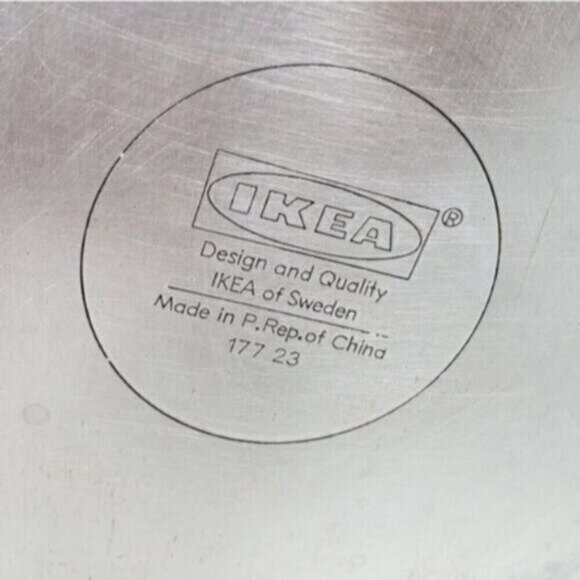 IKEA®
Design and Quality
IKEA of Sweden
Made in P.Rep.of China
177 23